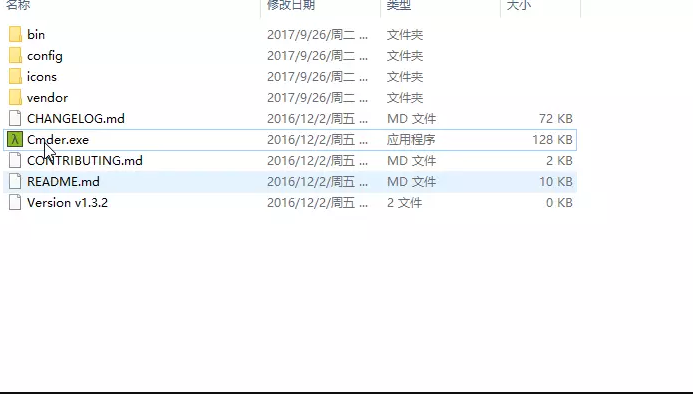 名称 修改日期 类型 大小
bin 2017/9/26/周二 ... 文件夹
config 2017/9/26/周二 ... 文件夹
icons 2017/9/26/周二 ... 文件夹
vendor 2017/9/26/周二 ... 文件夹
CHANGELOG.md 2016/12/2/周五 ... MD 文件 72 KB
Cmder.exe 2016/12/2/周五 ... 应用程序 128 KB
CONTRIBUTING.md 2016/12/2/周五 ... MD 文件 2 KB
README.md 2016/12/2/周五 ... MD 文件 10 KB
Version v1.3.2 2016/12/2/周五 ... 2 文件 0 KB